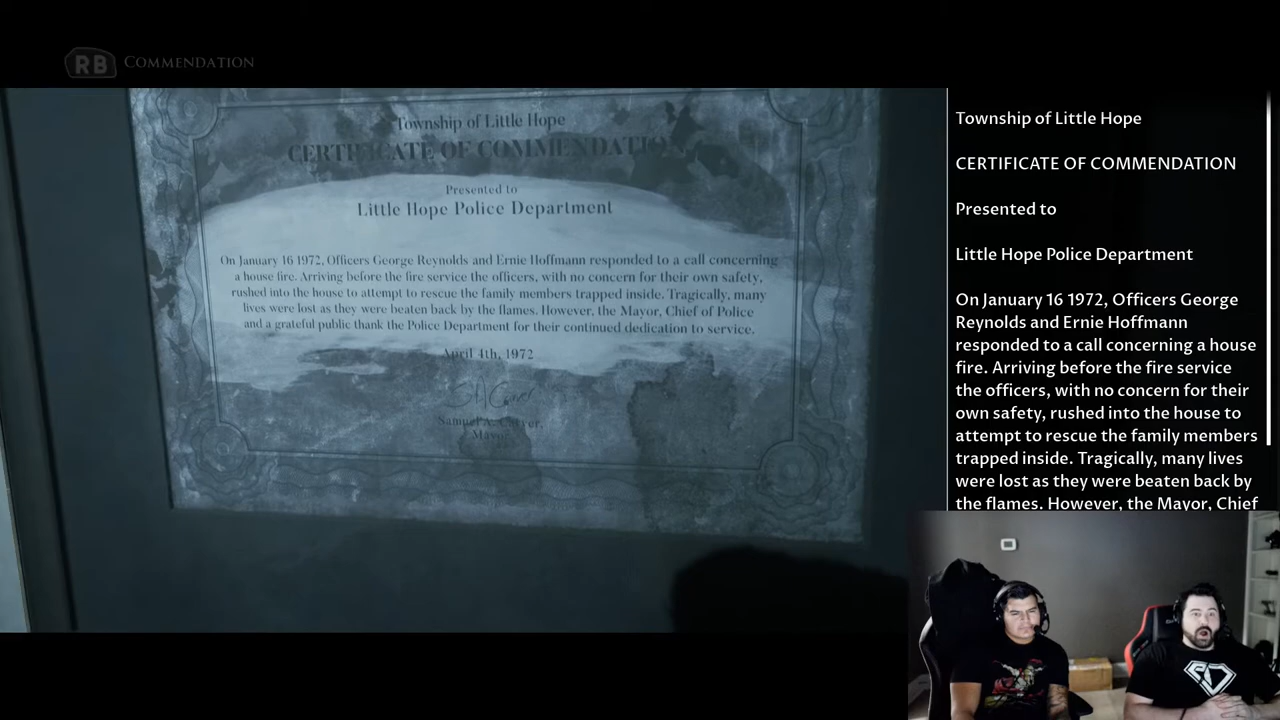 RB COMMENDATION
Township of Little Hope
CERTIFICATE OF COMMENDATION
Presented to
Little Hope Police Department
On January 16 1972, Officers George Reynolds and Ernie Hoffmann responded to a call concerning
a house fire. Arriving before the fire service the officers, with no concern for their own safety,
rushed into the house to attempt to rescue the family members trapped inside. Tragically, many
lives were lost as they were beaten back by the flames. However, the Mayor, Chief of Police
and a grateful public thank the Police Department for their continued dedication to service.
April 4th, 1972
Samuel A.
Mayor
Township of Little Hope
CERTIFICATE OF COMMENDATION
Presented to
Little Hope Police Department
On January 16 1972, Officers George
Reynolds and Ernie Hoffmann
responded to a call concerning a house
fire. Arriving before the fire service
the officers, with no concern for their
own safety, rushed into the house to
attempt to rescue the family members
trapped inside. Tragically, many lives
were lost as they were beaten back by
the flames. However, the Mayor, Chief